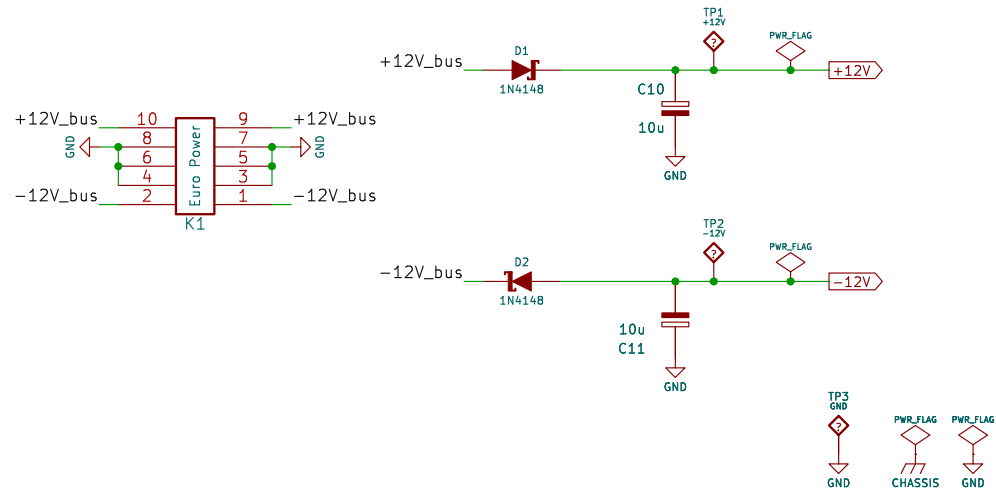 TP1
+12V
PWR_FLAG
+12V_bus
D1
1N4148
+12V
C10
10u
GND
+12V_bus
10
9
+12V_bus
GND
8
7
GND
6
5
4
3
-12V_bus
2
1
-12V_bus
Euro Power
K1
TP2
-12V
PWR_FLAG
-12V_bus
D2
1N4148
-12V
10u
C11
GND
TP3
GND
PWR_FLAG
PWR_FLAG
?
?
?
GND
CHASSIS
GND